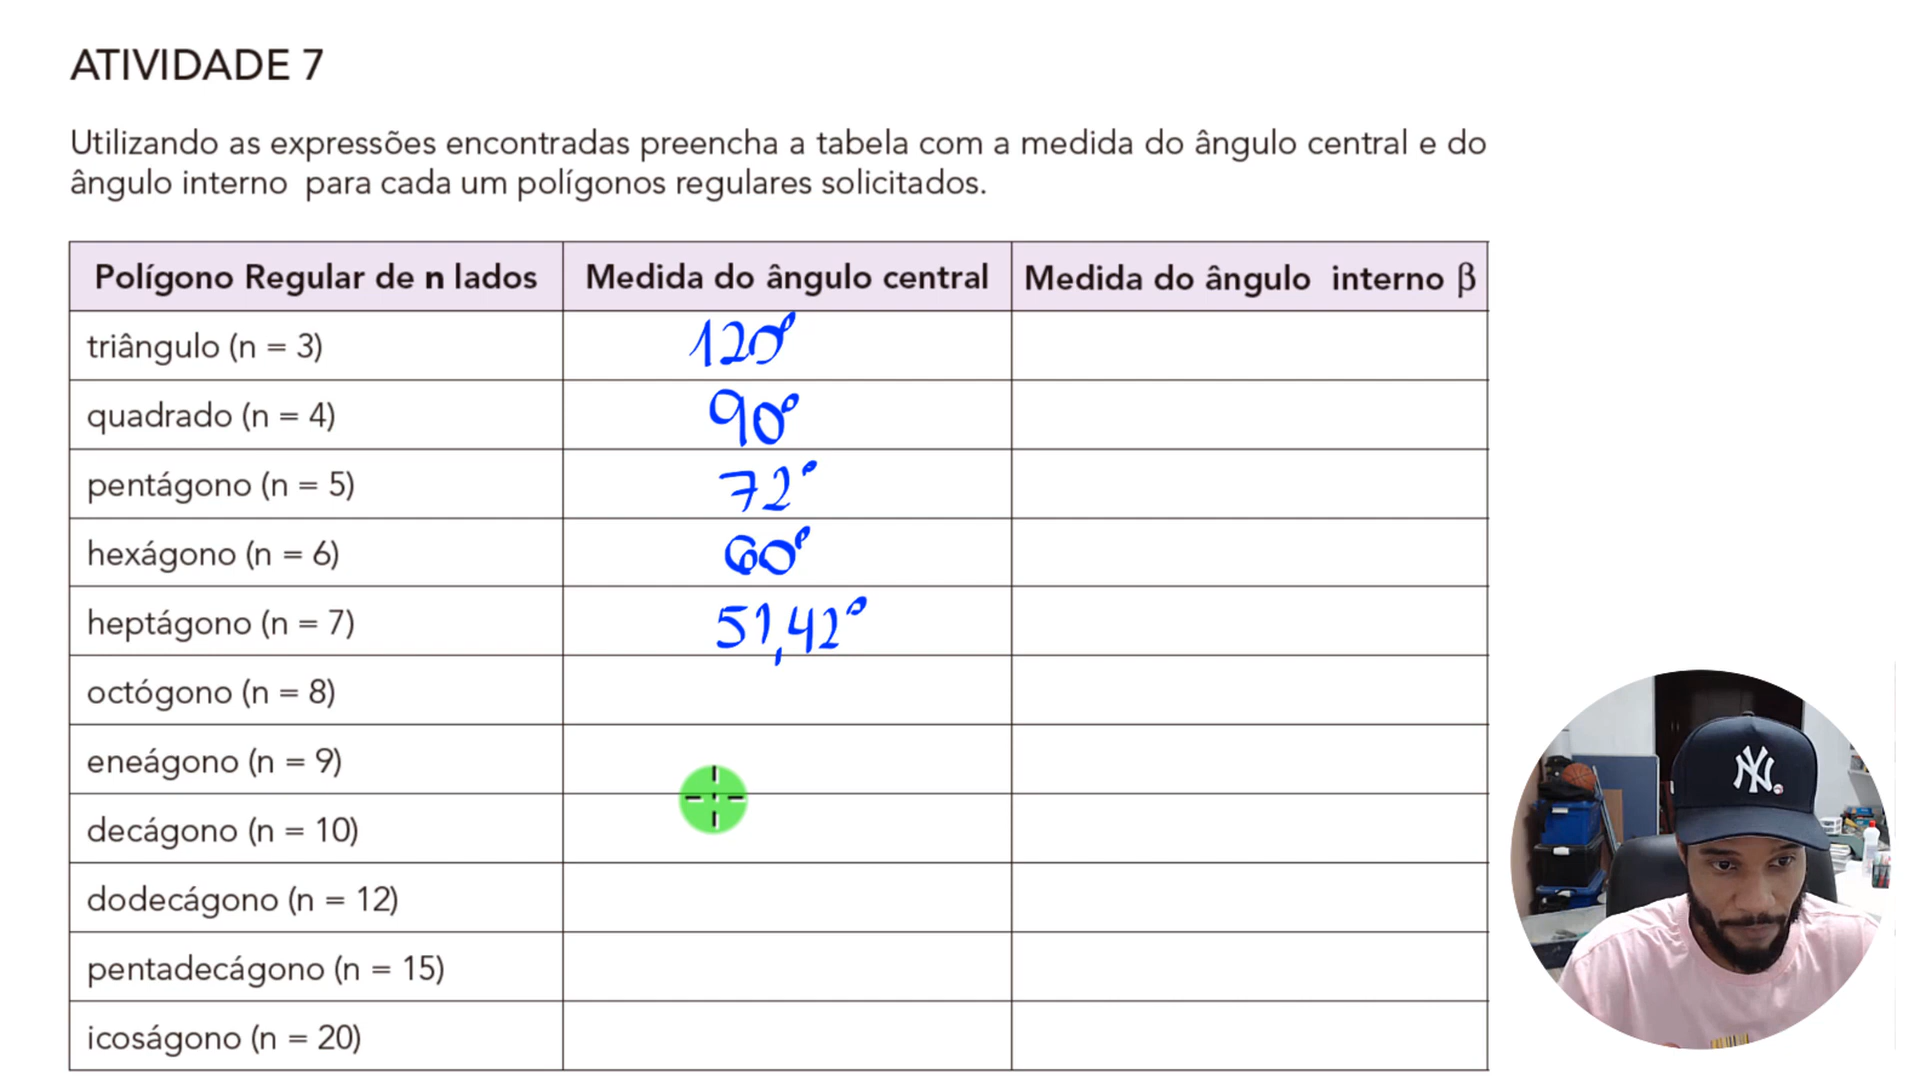 ATIVIDADE 7
Utilizando as expressões encontradas preencha a tabela com a medida do ângulo central e do
ângulo interno para cada um polígonos regulares solicitados.
Polígono Regular de n lados Medida do ângulo central Medida do ângulo interno β
triângulo (n = 3) 120°
quadrado (n = 4) 90°
pentágono (n = 5) 72°
hexágono (n = 6) 60°
heptágono (n = 7) 51,42°
octógono (n = 8)
eneágono (n = 9)
decágono (n = 10)
dodecágono (n = 12)
pentadecágono (n = 15)
icoságono (n = 20)
NY